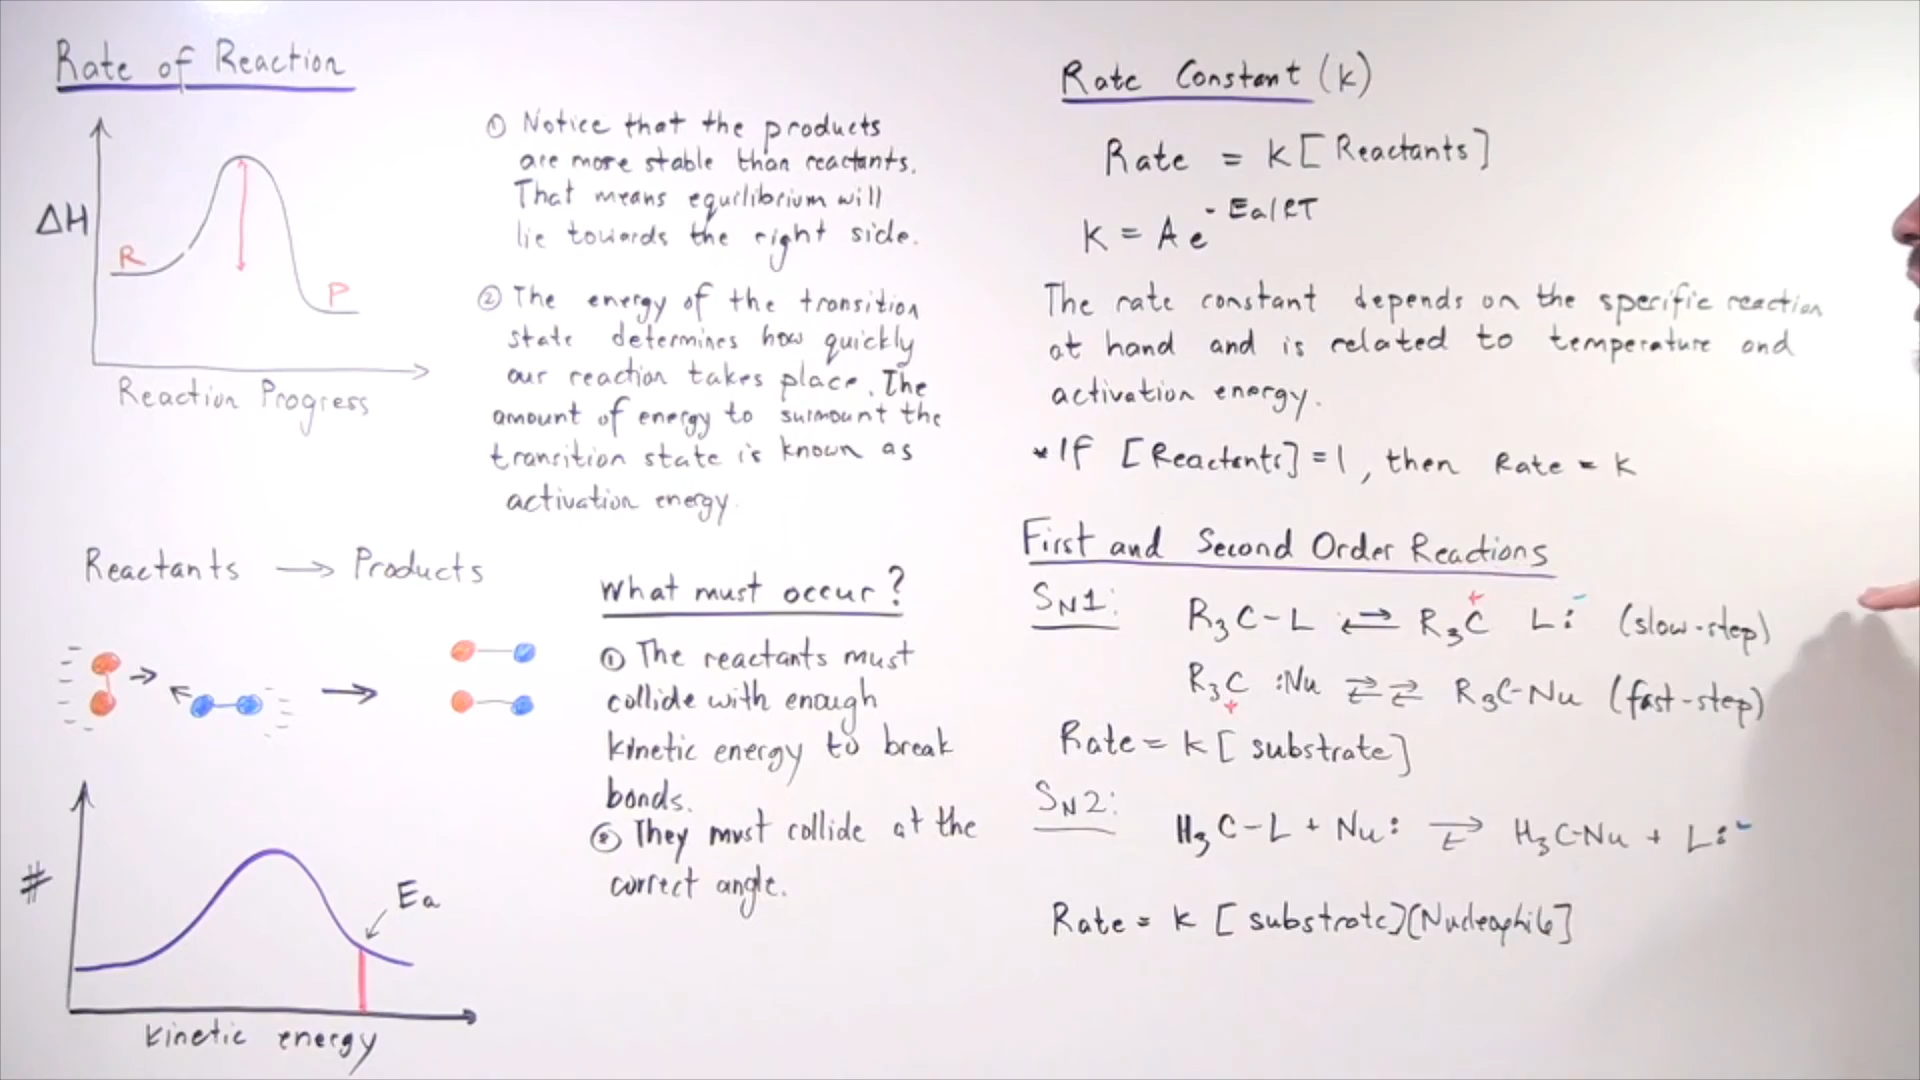 Rate of Reaction
ΔH
R
P
Reaction Progress
① Notice that the products
are more stable than reactants.
That means equilibrium will
lie towards the right side.
② The energy of the transition
state determines how quickly
our reaction takes place. The
amount of energy to surmount the
transition state is known as
activation energy.
Reactants → Products
#
Ea
Kinetic energy
What must occur?
① The reactants must
collide with enough
kinetic energy to break
bonds.
② They must collide at the
correct angle.
Rate Constant (k)
Rate = k[Reactants]
k = Ae^-Ea/RT
The rate constant depends on the specific reaction
at hand and is related to temperature and
activation energy.
* If [Reactants] = 1, then Rate = k
First and Second Order Reactions
SN1:
R3C-L ⇌ R3C+ L:- (slow-step)
R3C+ :Nu ⇌⇌ R3C-Nu (fast-step)
Rate = k[substrate]
SN2:
H3C-L + Nu: ⇌ H3C-Nu + L:-
Rate = k [substrate][Nucleophile]